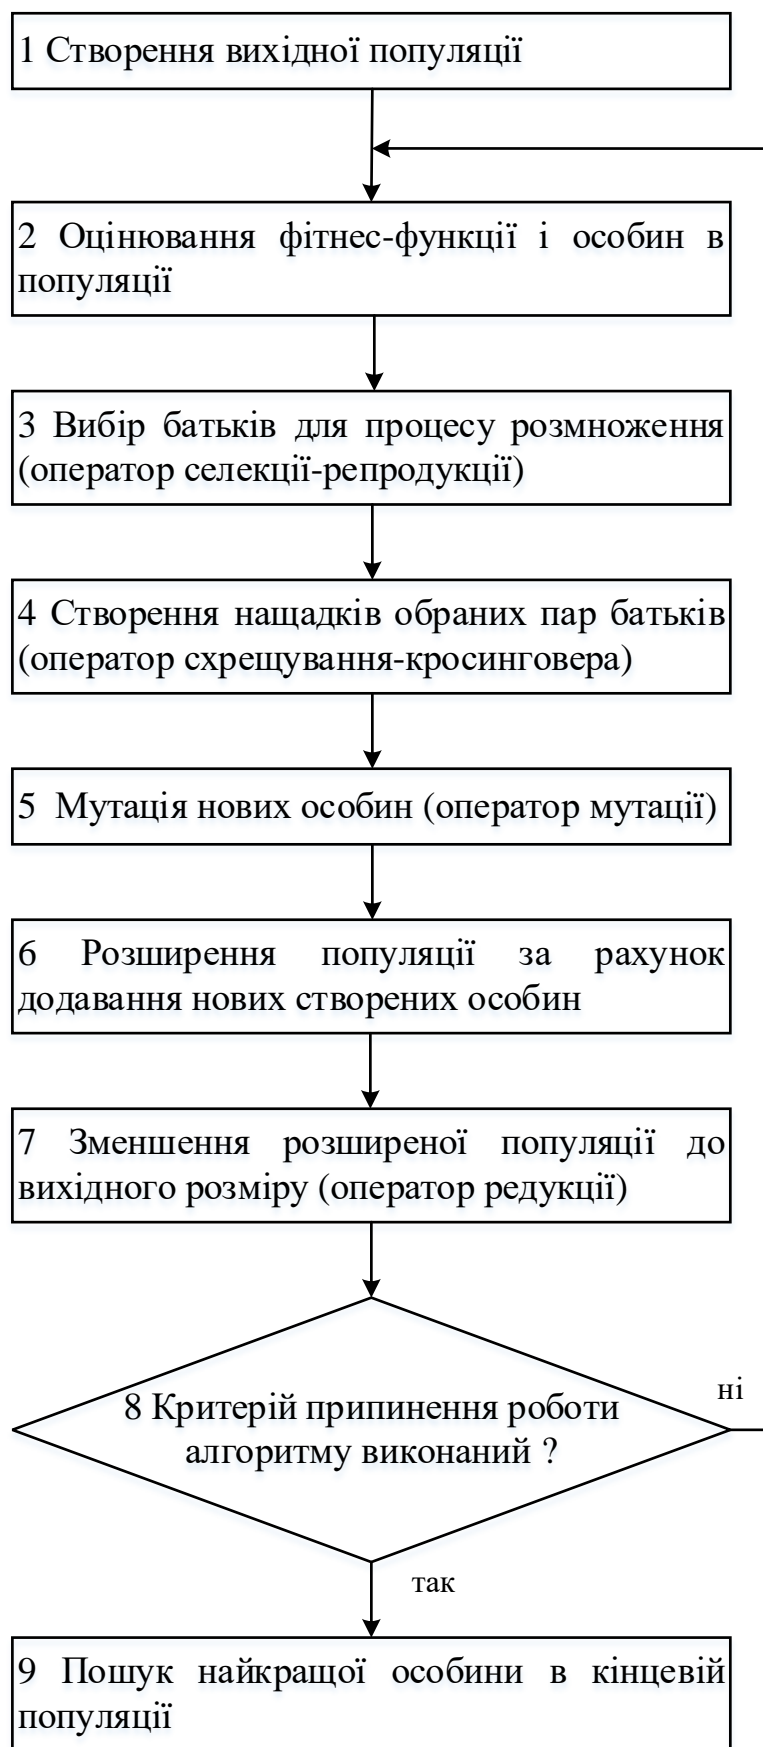 1 Створення вихідної популяції
2 Оцінювання фітнес-функції і особин в
популяції
3 Вибір батьків для процесу розмноження
(оператор селекції-репродукції)
4 Створення нащадків обраних пар батьків
(оператор схрещування-кросинговера)
5 Мутація нових особин (оператор мутації)
6 Розширення популяції за рахунок
додавання нових створених особин
7 Зменшення розширеної популяції до
вихідного розміру (оператор редукції)
ні
8 Критерій припинення роботи
алгоритму виконаний ?
так
9 Пошук найкращої особини в кінцевій
популяції